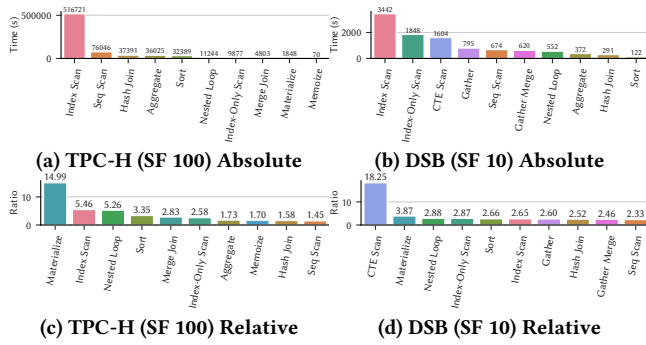 Time (s)
500000
0
516721
76046
37391
36025
32389
11244
9877
4803
1848
70
Index Scan
Seq Scan
Hash Join
Aggregate
Sort
Nested Loop
Index-Only Scan
Merge Join
Materialize
Memoize
(a) TPC-H (SF 100) Absolute
Time (s)
2000
0
3442
1848
1604
795
674
620
552
372
291
122
Index Scan
Index-Only Scan
CTE Scan
Gather
Seq Scan
Gather Merge
Nested Loop
Aggregate
Hash Join
Sort
(b) DSB (SF 10) Absolute
Ratio
10
0
14.99
5.46
5.26
3.35
2.83
2.58
1.73
1.70
1.58
1.45
Materialize
Index Scan
Nested Loop
Sort
Merge Join
Index-Only Scan
Aggregate
Memoize
Hash Join
Seq Scan
(c) TPC-H (SF 100) Relative
Ratio
10
0
18.25
3.87
2.88
2.87
2.66
2.65
2.60
2.52
2.46
2.33
CTE Scan
Materialize
Nested Loop
Index-Only Scan
Sort
Index Scan
Gather
Hash Join
Gather Merge
Seq Scan
(d) DSB (SF 10) Relative